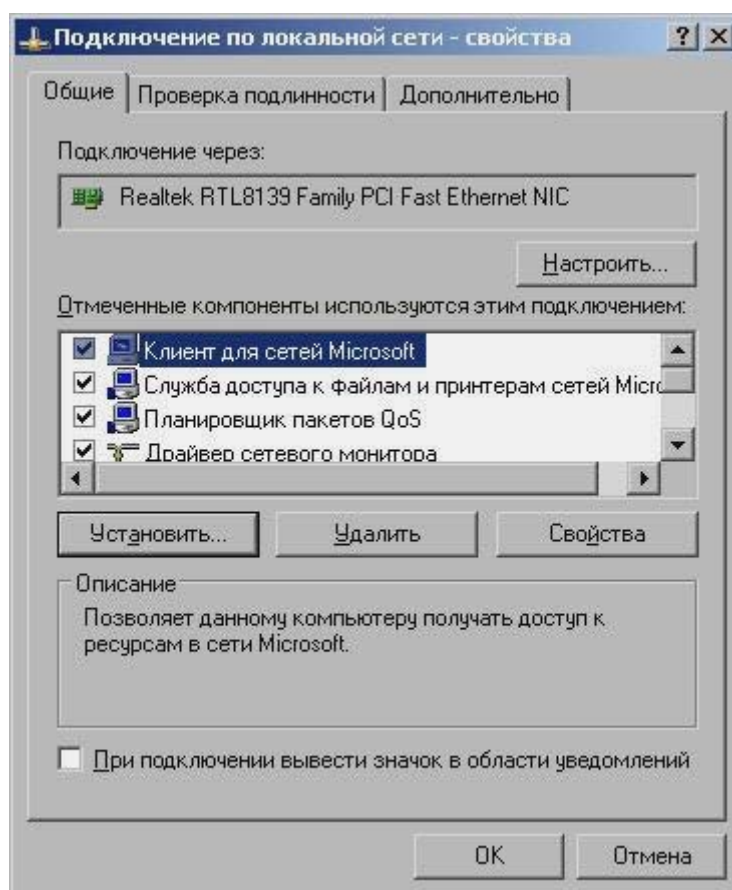 Подключение по локальной сети - свойства
Общие Проверка подлинности Дополнительно
Подключение через:
Realtek RTL8139 Family PCI Fast Ethernet NIC
Настроить...
Отмеченные компоненты используются этим подключением:
Клиент для сетей Microsoft
Служба доступа к файлам и принтерам сетей Micro
Планировщик пакетов QoS
Драйвер сетевого монитора
Установить... Удалить Свойства
Описание
Позволяет данному компьютеру получать доступ к
ресурсам в сети Microsoft.
При подключении вывести значок в области уведомлений
OK Отмена